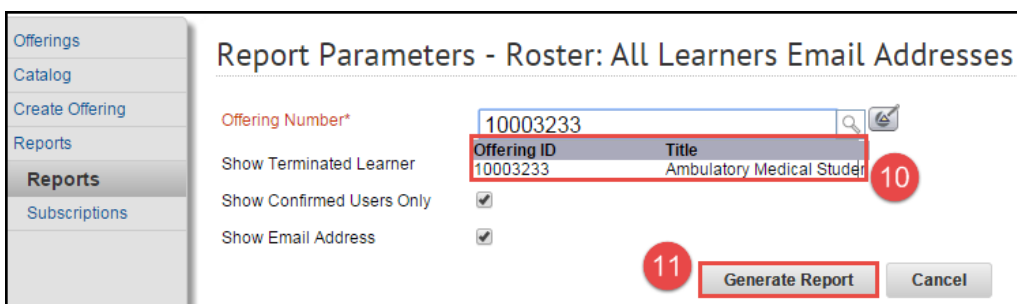 Offerings
Catalog
Create Offering
Reports
Reports
Subscriptions
Report Parameters - Roster: All Learners Email Addresses
Offering Number* 10003233
Offering ID Title
10003233 Ambulatory Medical Studer
10
Show Terminated Learner
Show Confirmed Users Only
Show Email Address
11 Generate Report Cancel